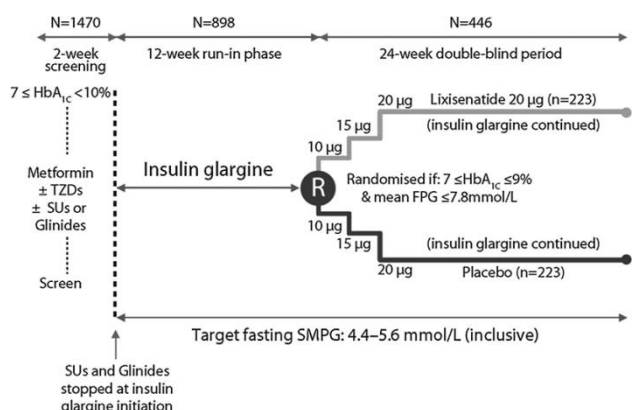 N=1470
N=898
N=446
2-week
screening
12-week run-in phase
24-week double-blind period
7 ≤ HbA1C <10%
Metformin
± TZDs
± SUs or
Glinides
Screen
Insulin glargine
R
10 µg
15 µg
20 µg
Lixisenatide 20 µg (n=223)
(insulin glargine continued)
Randomised if: 7 ≤HbA1C ≤9%
& mean FPG ≤7.8mmol/L
10 µg
15 µg
20 µg
(insulin glargine continued)
Placebo (n=223)
Target fasting SMPG: 4.4–5.6 mmol/L (inclusive)
SUs and Glinides
stopped at insulin
glargine initiation